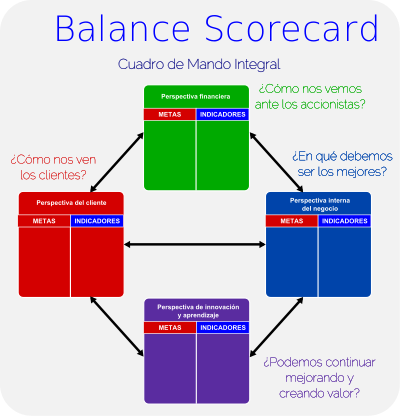 Balance Scorecard
Cuadro de Mando Integral
¿Cómo nos vemos
ante los accionistas?
Perspectiva financiera
METAS INDICADORES
¿Cómo nos ven
los clientes?
Perspectiva del cliente
METAS INDICADORES
¿En qué debemos
ser los mejores?
Perspectiva interna
del negocio
METAS INDICADORES
Perspectiva de innovación
y aprendizaje
METAS INDICADORES
¿Podemos continuar
mejorando y
creando valor?